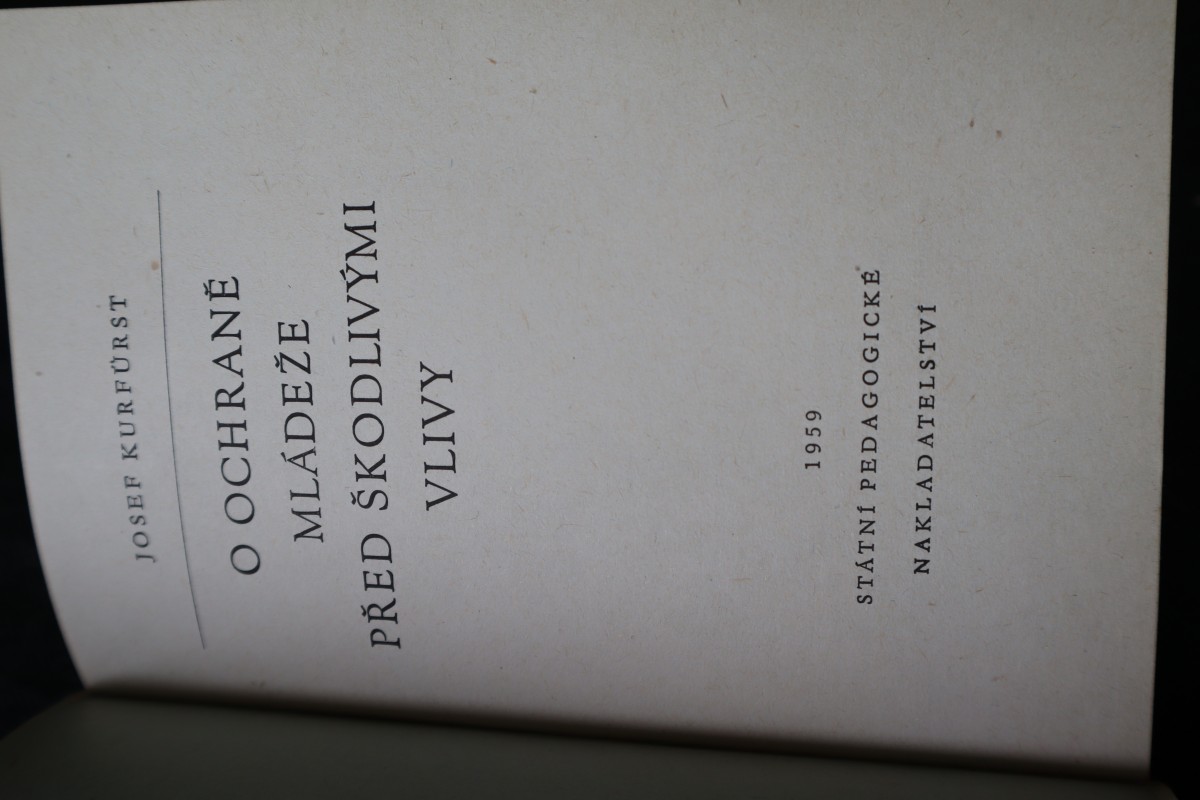 JOSEF KURFÜRST
O OCHRANĚ
MLÁDEŽE
PŘED ŠKODLIVÝMI
VLIVY
1959
STÁTNÍ PEDAGOGICKÉ
NAKLADATELSTVÍ